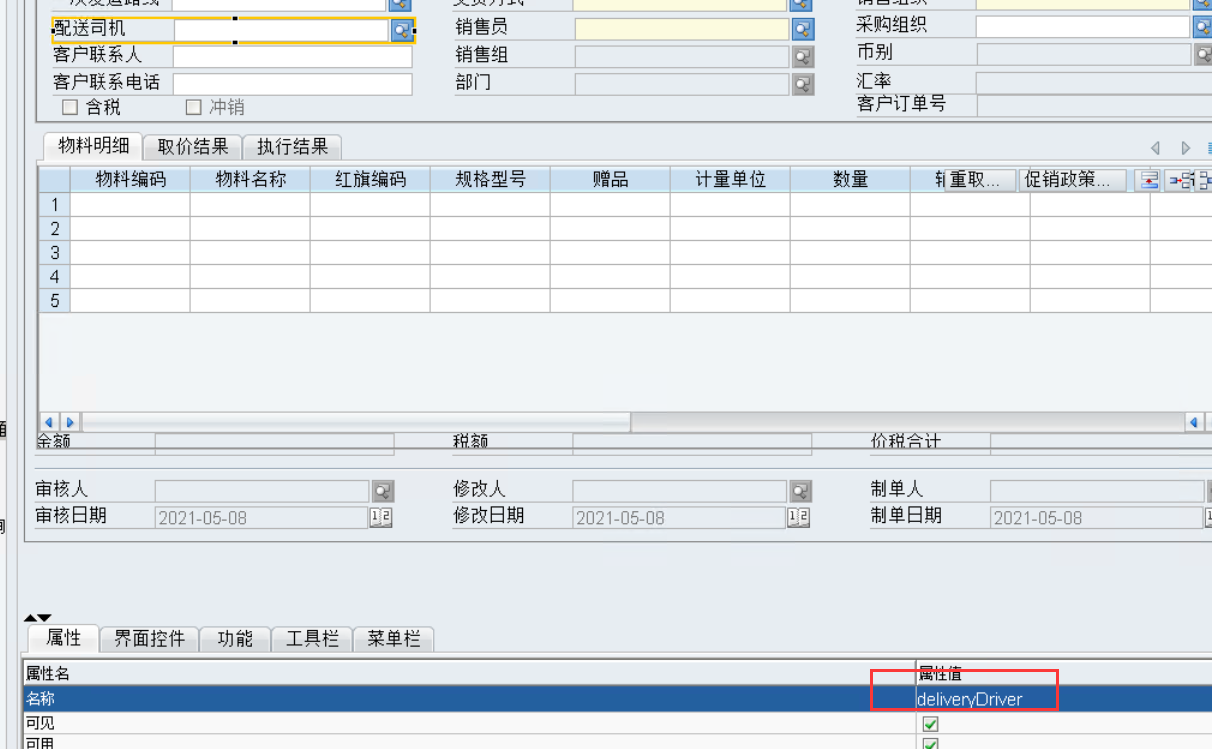 配送司机 销售员 采购组织
客户联系人 销售组 币别
客户联系电话 部门 汇率
含税 冲销 客户订单号
物料明细 取价结果 执行结果
物料编码 物料名称 红旗编码 规格型号 赠品 计量单位 数量 重取... 促销政策...
1
2
3
4
5
金额 税额 价税合计
审核人 修改人 制单人
审核日期 2021-05-08 修改日期 2021-05-08 制单日期 2021-05-08
属性 界面控件 功能 工具栏 菜单栏
属性名 属性值
名称 deliveryDriver
可见
可用